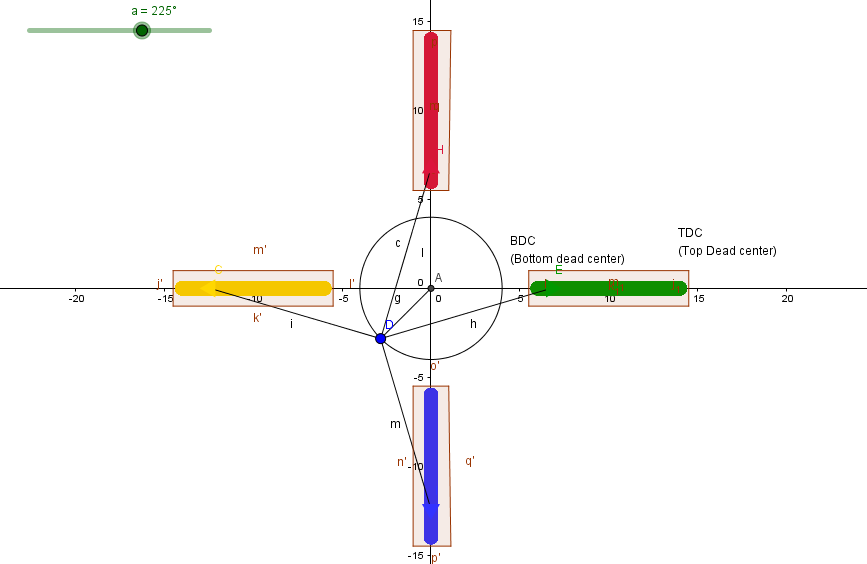 a = 225°
15
10
H
5
c
l
BDC
(Bottom dead center)
TDC
(Top Dead center)
m'
j'
l'
E
A
0
-20
-15
-10
-5
g
0
5
10
15
20
k'
i
D
h
o'
-5
m
n'
-10
q'
-15
p'